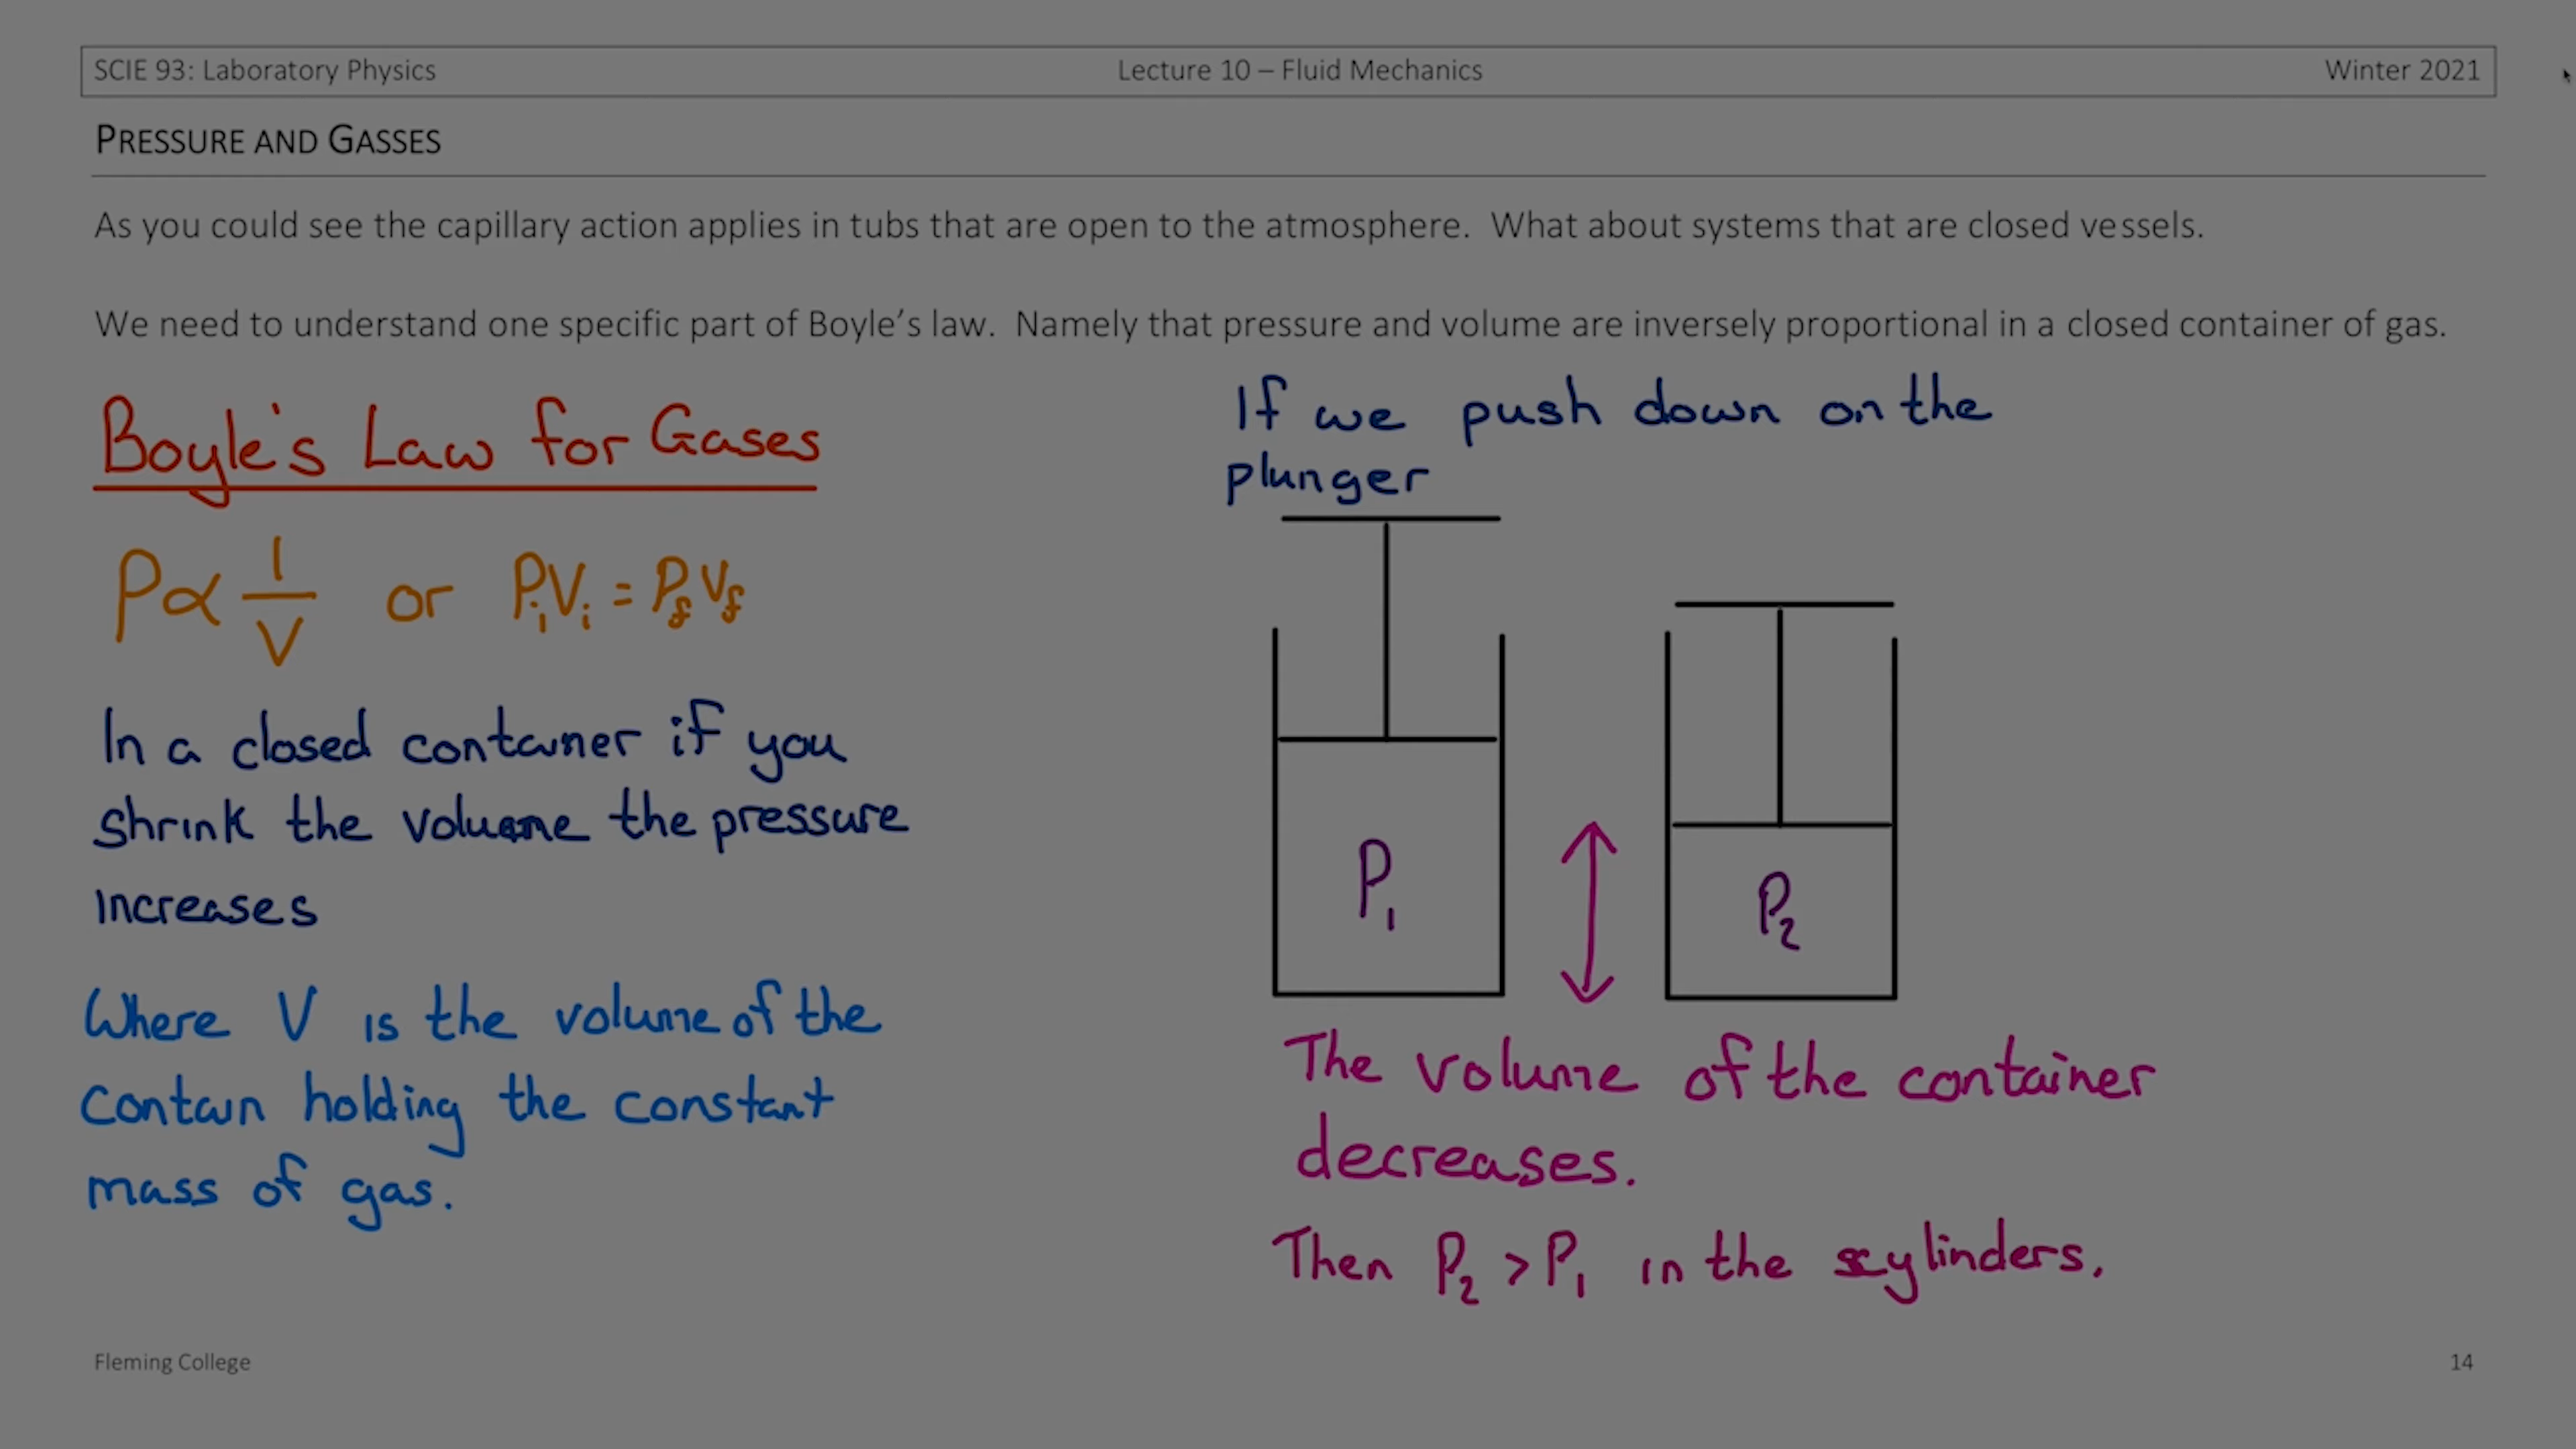 SCIE 93: Laboratory Physics
Lecture 10 – Fluid Mechanics
Winter 2021
PRESSURE AND GASSES
As you could see the capillary action applies in tubs that are open to the atmosphere. What about systems that are closed vessels.
We need to understand one specific part of Boyle's law. Namely that pressure and volume are inversely proportional in a closed container of gas.
Boyle's Law for Gases
P∝ 1/V or PᵢVᵢ = P_f V_f
In a closed container if you
shrink the volume the pressure
increases
Where V is the volume of the
contain holding the constant
mass of gas.
If we push down on the
plunger
P₁
P₂
The volume of the container
decreases.
Then P₂ > P₁ in the cylinders.
Fleming College
14